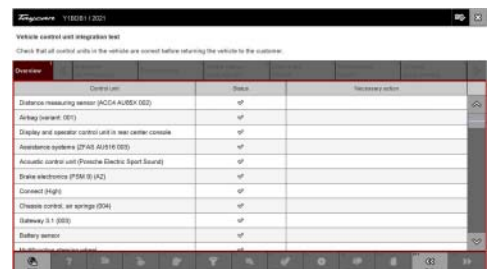 Taycan Y1BDB1 / 2021
Vehicle control unit integration test
Check that all control units in the vehicle are correct before returning the vehicle to the customer.
Overview
Control unit Status Necessary action
Distance measuring sensor (ACC4 AU65X 002)
Airbag (variant: 001)
Display and operator control unit in rear center console
Assistance systems (ZFAS AU516 003)
Acoustic control unit (Porsche Electric Sport Sound)
Brake electronics (PSM 9) (A2)
Connect (High)
Chassis control, air springs (004)
Gateway 3.1 (003)
Battery sensor
Multifunction steering wheel